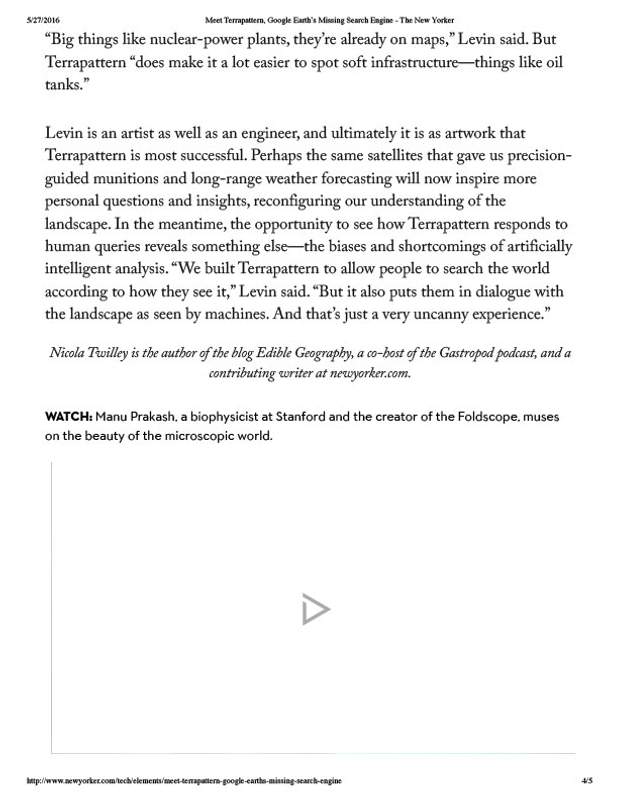 5/27/2016 Meet Terrapattern, Google Earth's Missing Search Engine - The New Yorker
“Big things like nuclear-power plants, they’re already on maps,” Levin said. But
Terrapattern “does make it a lot easier to spot soft infrastructure—things like oil
tanks.”
Levin is an artist as well as an engineer, and ultimately it is as artwork that
Terrapattern is most successful. Perhaps the same satellites that gave us precision-
guided munitions and long-range weather forecasting will now inspire more
personal questions and insights, reconfiguring our understanding of the
landscape. In the meantime, the opportunity to see how Terrapattern responds to
human queries reveals something else—the biases and shortcomings of artificially
intelligent analysis. “We built Terrapattern to allow people to search the world
according to how they see it,” Levin said. “But it also puts them in dialogue with
the landscape as seen by machines. And that’s just a very uncanny experience.”
Nicola Twilley is the author of the blog Edible Geography, a co-host of the Gastropod podcast, and a
contributing writer at newyorker.com.
WATCH: Manu Prakash, a biophysicist at Stanford and the creator of the Foldscope, muses
on the beauty of the microscopic world.
http://www.newyorker.com/tech/elements/meet-terrapattern-google-earths-missing-search-engine 4/5